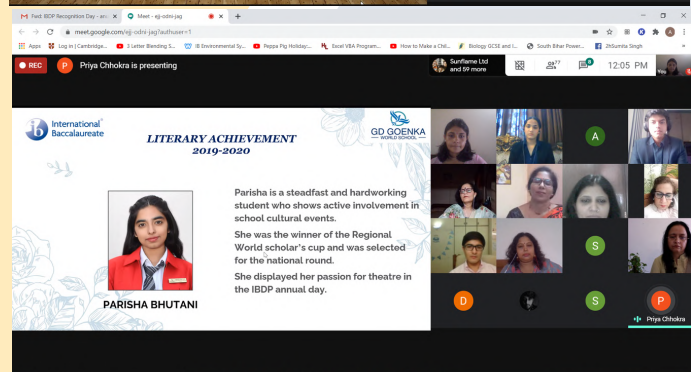 Fwd: IBDP Recognition Day - an
Meet - ejj-odni-jag
meet.google.com/ejj-odni-jag?authuser=1
Apps
Log in | Cambridge...
3 Letter Blending S...
IB Environmental Sy...
Peppa Pig Holiday:...
Excel VBA Program...
How to Make a Chil...
Biology GCSE and I...
South Bihar Power...
2hSumita Singh
REC
P
Priya Chhokra is presenting
Sunflame Ltd
and 59 more
77
12:05 PM
You
International
Baccalaureate
LITERARY ACHIEVEMENT
2019-2020
GD GOENKA
WORLD SCHOOL
Parisha is a steadfast and hardworking
student who shows active involvement in
school cultural events.
She was the winner of the Regional
World scholar's cup and was selected
for the national round.
She displayed her passion for theatre in
the IBDP annual day.
PARISHA BHUTANI
A
S
D
S
P
Priya Chhokra